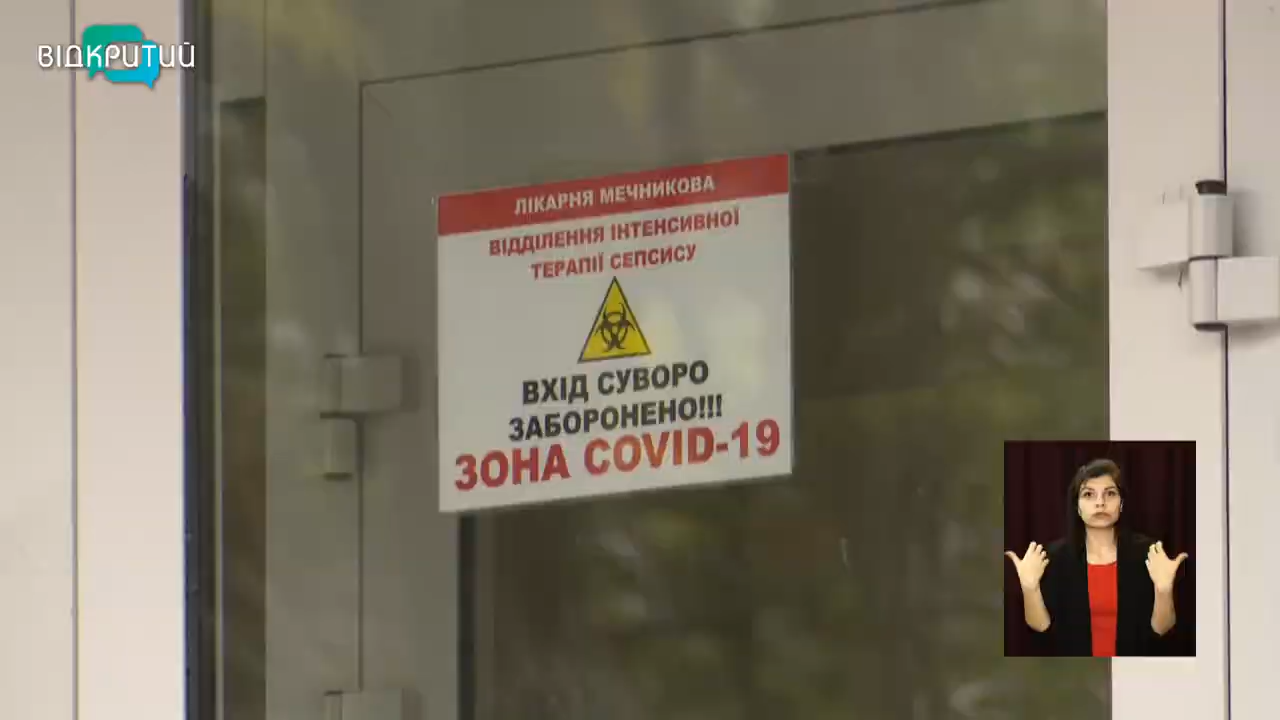 ВІДКРИТИЙ
ЛІКАРНЯ МЕЧНИКОВА
ВІДДІЛЕННЯ ІНТЕНСИВНОЇ
ТЕРАПІЇ СЕПСИСУ
ВХІД СУВОРО
ЗАБОРОНЕНО!!!
ЗОНА COVID-19